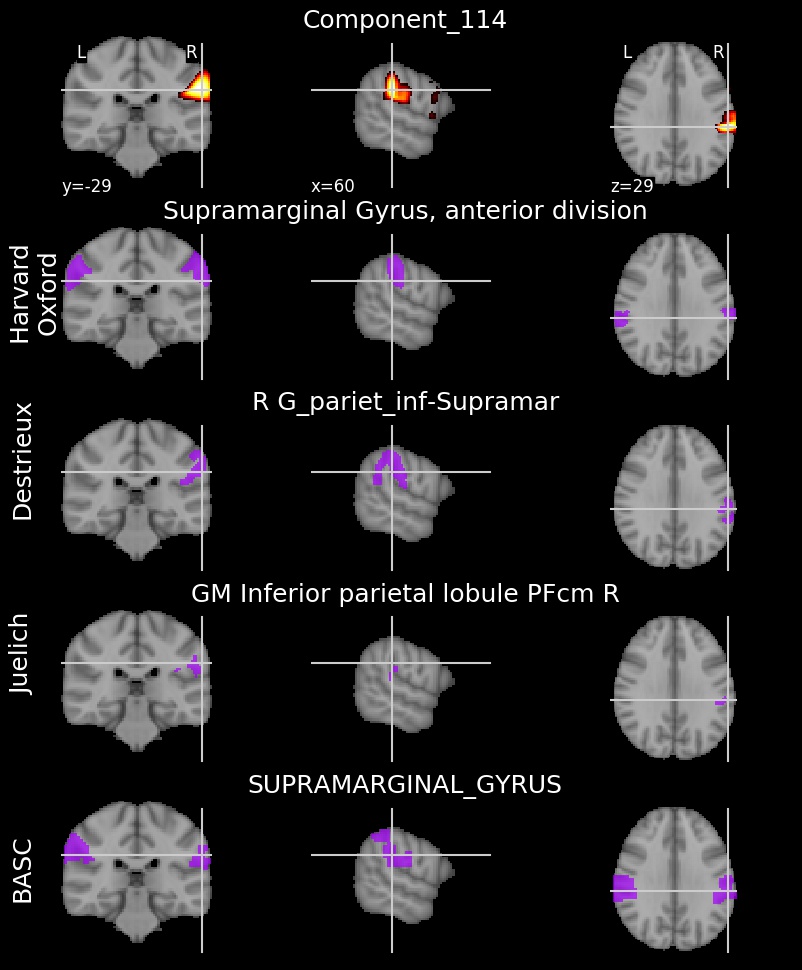 Component_114
L R
L R
y=-29
x=60
z=29
Supramarginal Gyrus, anterior division
Harvard
Oxford
R G_pariet_inf-Supramar
Destrieux
GM Inferior parietal lobule PFcm R
Juelich
SUPRAMARGINAL_GYRUS
BASC